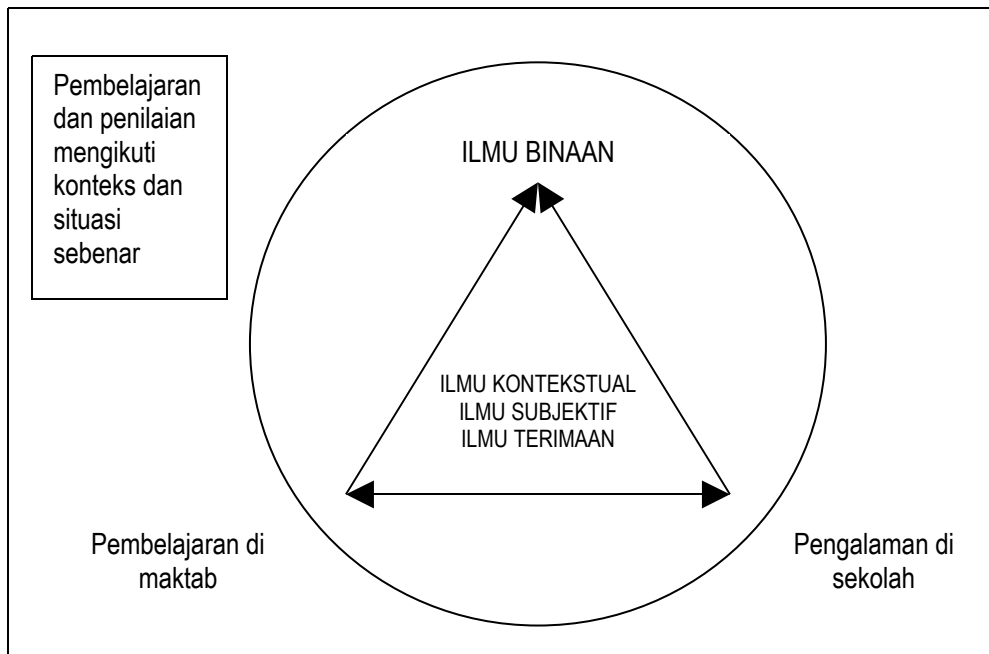 Pembelajaran
dan penilaian
mengikuti
konteks dan
situasi
sebenar
ILMU BINAAN
ILMU KONTEKSTUAL
ILMU SUBJEKTIF
ILMU TERIMAAN
Pembelajaran di
maktab
Pengalaman di
sekolah